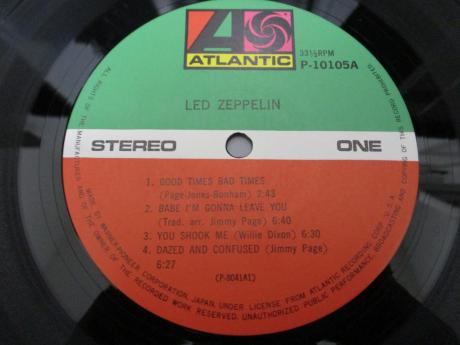 ATLANTIC
33⅓RPM
P-10105A
LED ZEPPELIN
STEREO
ONE
1. GOOD TIMES BAD TIMES
(Page-Jones-Bonham) 2:43
2. BABE I'M GONNA LEAVE YOU
(Trad. arr. Jimmy Page) 6:40
3. YOU SHOOK ME (Willie Dixon) 6:30
4. DAZED AND CONFUSED (Jimmy Page)
6:27
(P-8041A1)
ALL RIGHTS OF THE MANUFACTURER AND OF THE OWNER OF THE RECORDED WORK RESERVED. UNAUTHORIZED PUBLIC PERFORMANCE, BROADCASTING AND COPYING OF THIS RECORD PROHIBITED
MADE BY WARNER-PIONEER CORPORATION, JAPAN, UNDER LICENSE FROM ATLANTIC RECORDING CORP. U.S.A.